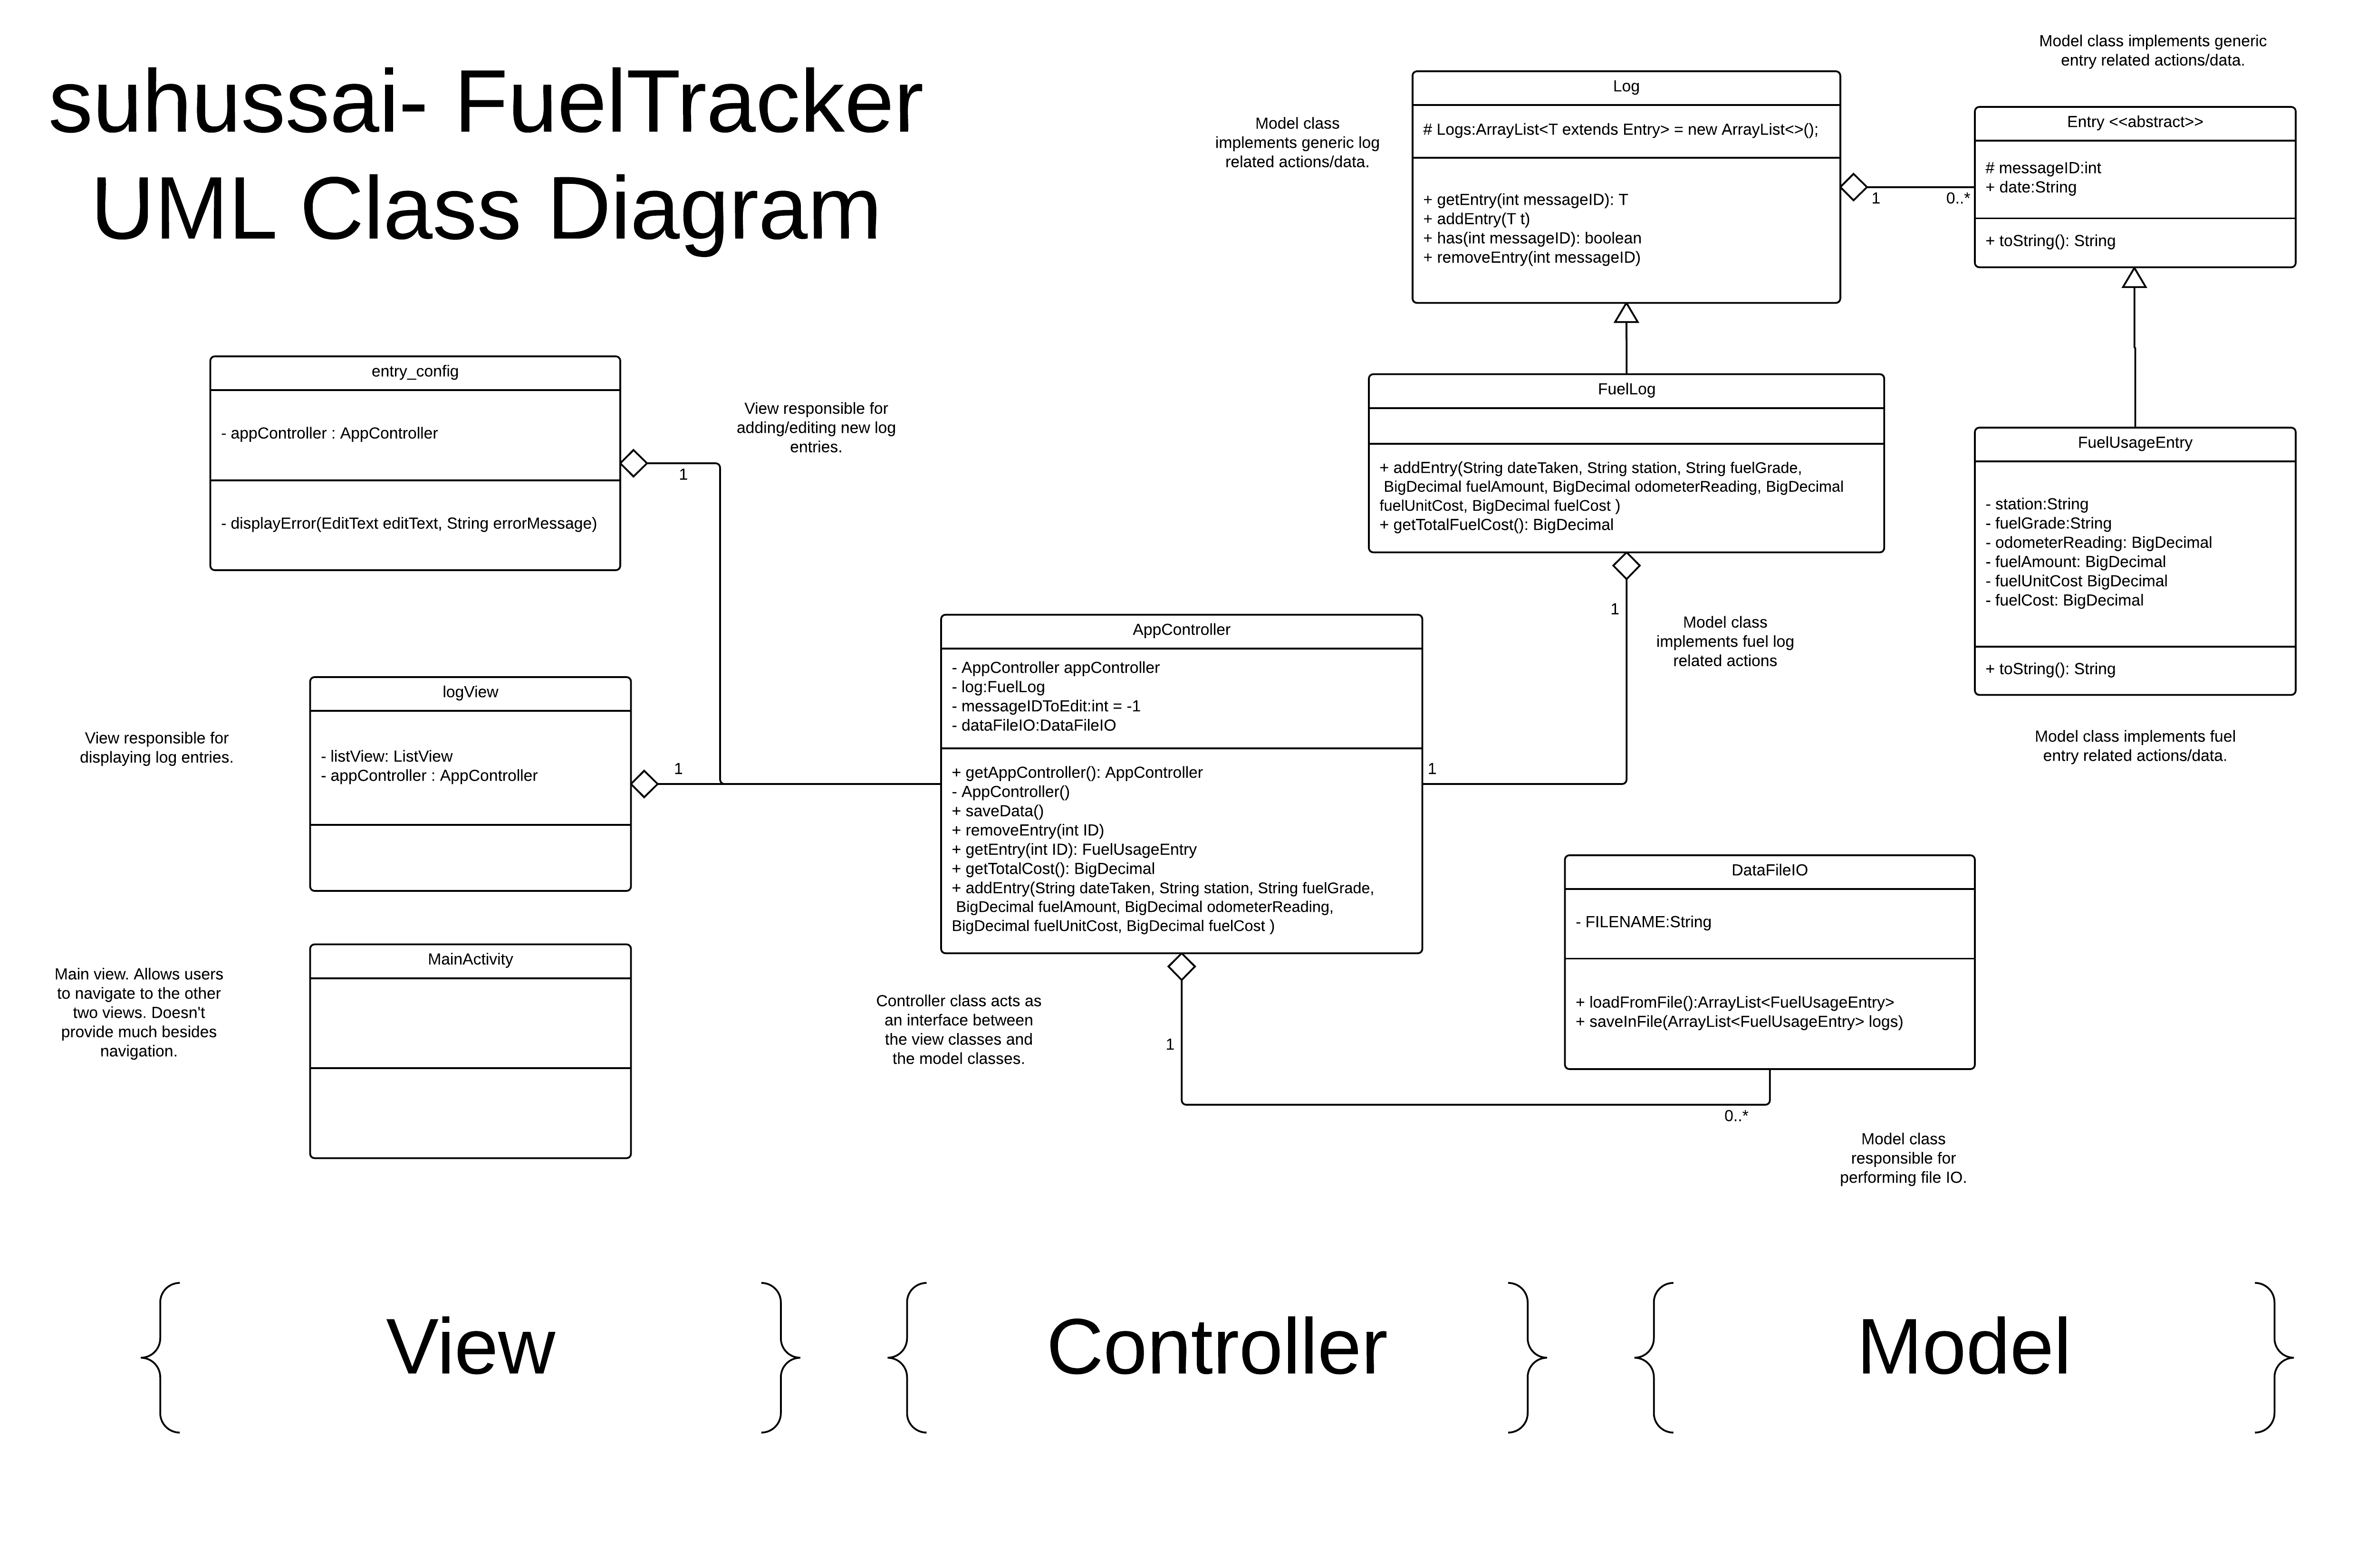 suhussai- FuelTracker
UML Class Diagram
Model class
implements generic log
related actions/data.
Log
# Logs:ArrayList<T extends Entry> = new ArrayList<>();
+ getEntry(int messageID): T
+ addEntry(T t)
+ has(int messageID): boolean
+ removeEntry(int messageID)
1
0..*
Model class implements generic
entry related actions/data.
Entry <<abstract>>
# messageID:int
+ date:String
+ toString(): String
entry_config
- appController : AppController
- displayError(EditText editText, String errorMessage)
1
View responsible for
adding/editing new log
entries.
FuelLog
+ addEntry(String dateTaken, String station, String fuelGrade,
BigDecimal fuelAmount, BigDecimal odometerReading, BigDecimal
fuelUnitCost, BigDecimal fuelCost )
+ getTotalFuelCost(): BigDecimal
1
Model class
implements fuel log
related actions
FuelUsageEntry
- station:String
- fuelGrade:String
- odometerReading: BigDecimal
- fuelAmount: BigDecimal
- fuelUnitCost BigDecimal
- fuelCost: BigDecimal
+ toString(): String
Model class implements fuel
entry related actions/data.
View responsible for
displaying log entries.
logView
- listView: ListView
- appController : AppController
1
AppController
- AppController appController
- log:FuelLog
- messageIDToEdit:int = -1
- dataFileIO:DataFileIO
+ getAppController(): AppController
- AppController()
+ saveData()
+ removeEntry(int ID)
+ getEntry(int ID): FuelUsageEntry
+ getTotalCost(): BigDecimal
+ addEntry(String dateTaken, String station, String fuelGrade,
BigDecimal fuelAmount, BigDecimal odometerReading,
BigDecimal fuelUnitCost, BigDecimal fuelCost )
1
DataFileIO
- FILENAME:String
+ loadFromFile():ArrayList<FuelUsageEntry>
+ saveInFile(ArrayList<FuelUsageEntry> logs)
Main view. Allows users
to navigate to the other
two views. Doesn't
provide much besides
navigation.
MainActivity
Controller class acts as
an interface between
the view classes and
the model classes.
1
0..*
Model class
responsible for
performing file IO.
View
Controller
Model